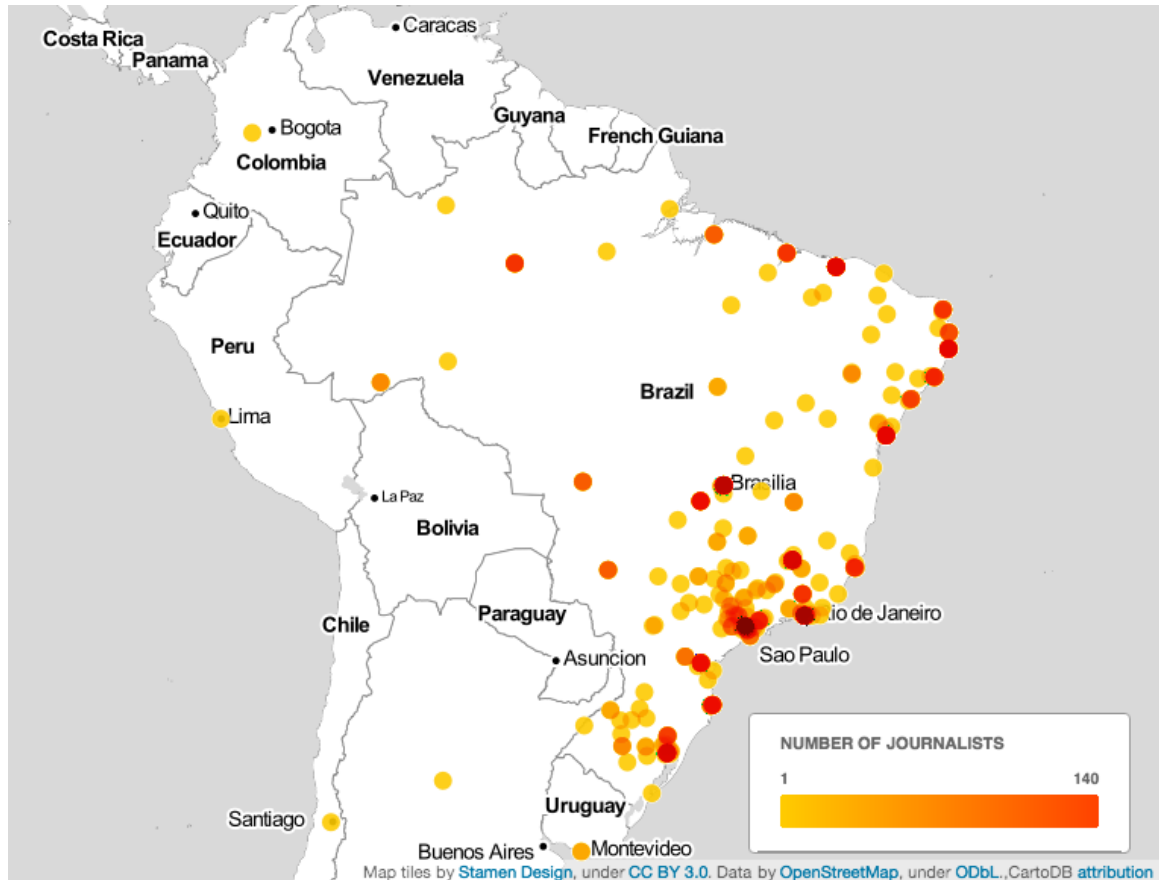 Costa Rica
Panama
Caracas
Venezuela
Guyana
French Guiana
Bogota
Colombia
Quito
Ecuador
Peru
Brazil
Lima
Brasilia
La Paz
Bolivia
Paraguay
Chile
Rio de Janeiro
Asuncion
Sao Paulo
NUMBER OF JOURNALISTS
1 140
Uruguay
Santiago
Buenos Aires
Montevideo
Map tiles by Stamen Design, under CC BY 3.0. Data by OpenStreetMap, under ODbL.,CartoDB attribution